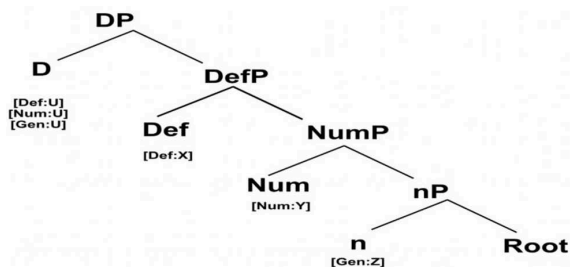 DP
D
DefP
[Def:U]
[Num:U]
[Gen:U]
Def
NumP
[Def:X]
Num
nP
[Num:Y]
n
Root
[Gen:Z]